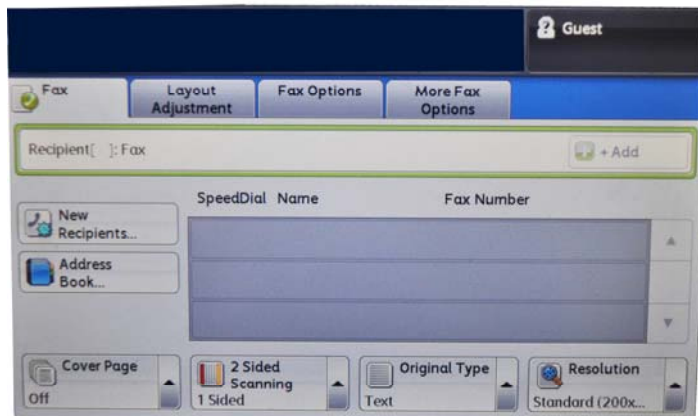 Guest
Fax
Layout
Adjustment
Fax Options
More Fax
Options
Recipient[ ]: Fax
+ Add
SpeedDial Name Fax Number
New
Recipients...
Address
Book...
Cover Page
Off
2 Sided
Scanning
1 Sided
Original Type
Text
Resolution
Standard (200x...